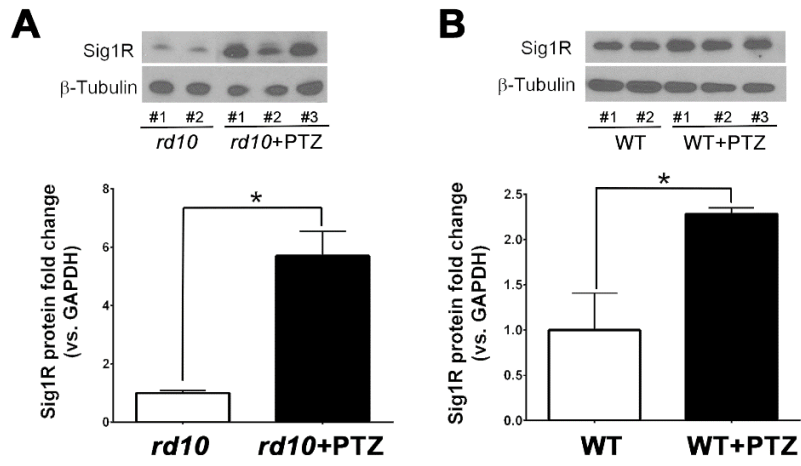 A
Sig1R
β-Tubulin
#1 #2 #1 #2 #3
rd10 rd10+PTZ
Sig1R protein fold change
(vs. GAPDH)
8
6
4
2
0
*
rd10 rd10+PTZ
B
Sig1R
β-Tubulin
#1 #2 #1 #2 #3
WT WT+PTZ
Sig1R protein fold change
(vs. GAPDH)
2.5
2.0
1.5
1.0
0.5
0.0
*
WT WT+PTZ